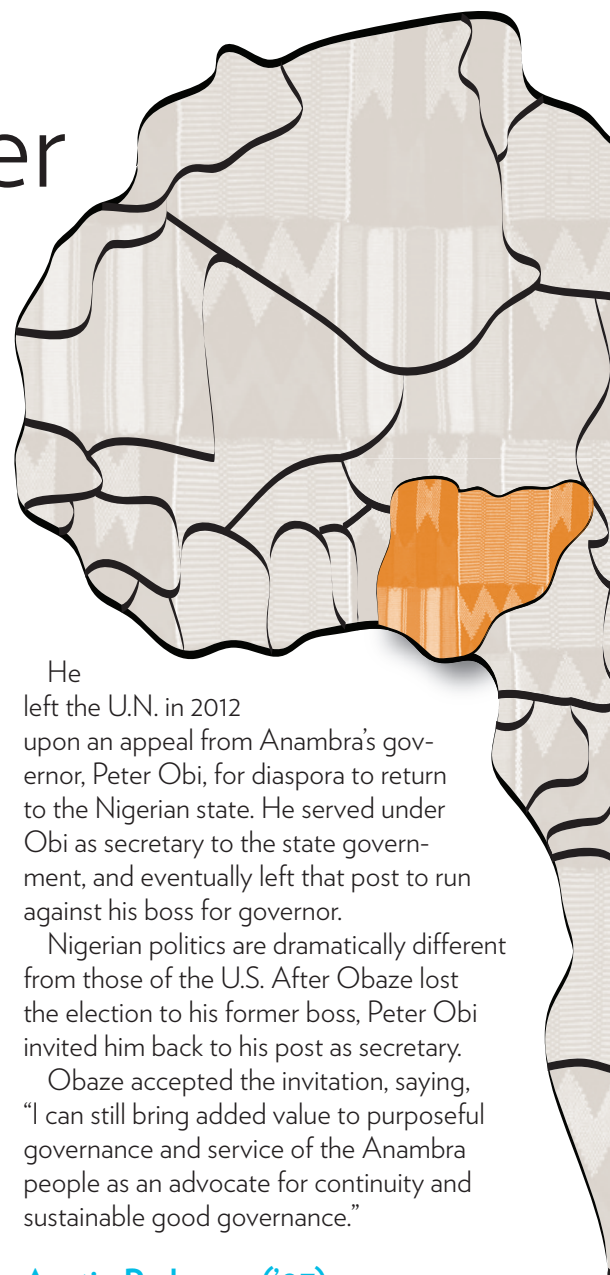 er
He
left the U.N. in 2012
upon an appeal from Anambra's gov-
ernor, Peter Obi, for diaspora to return
to the Nigerian state. He served under
Obi as secretary to the state govern-
ment, and eventually left that post to run
against his boss for governor.
Nigerian politics are dramatically different
from those of the U.S. After Obaze lost
the election to his former boss, Peter Obi
invited him back to his post as secretary.
Obaze accepted the invitation, saying,
“I can still bring added value to purposeful
governance and service of the Anambra
people as an advocate for continuity and
sustainable good governance.”